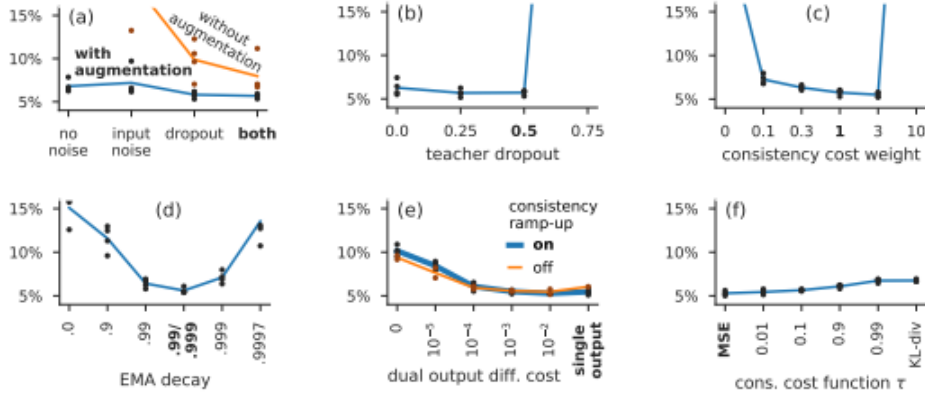 (a)
without
augmentation
with
augmentation
15%
10%
5%
no
noise
input
noise
dropout
both
(b)
15%
10%
5%
0.0
0.25
0.5
0.75
teacher dropout
(c)
15%
10%
5%
0
0.1
0.3
1
3
10
consistency cost weight
(d)
15%
10%
5%
.0
.9
.99
.99/
.999
.999
.9997
EMA decay
(e)
consistency
ramp-up
on
off
15%
10%
5%
0
10⁻⁵
10⁻⁴
10⁻³
10⁻²
single
output
dual output diff. cost
(f)
15%
10%
5%
MSE
0.01
0.1
0.9
0.99
KL-div
cons. cost function τ